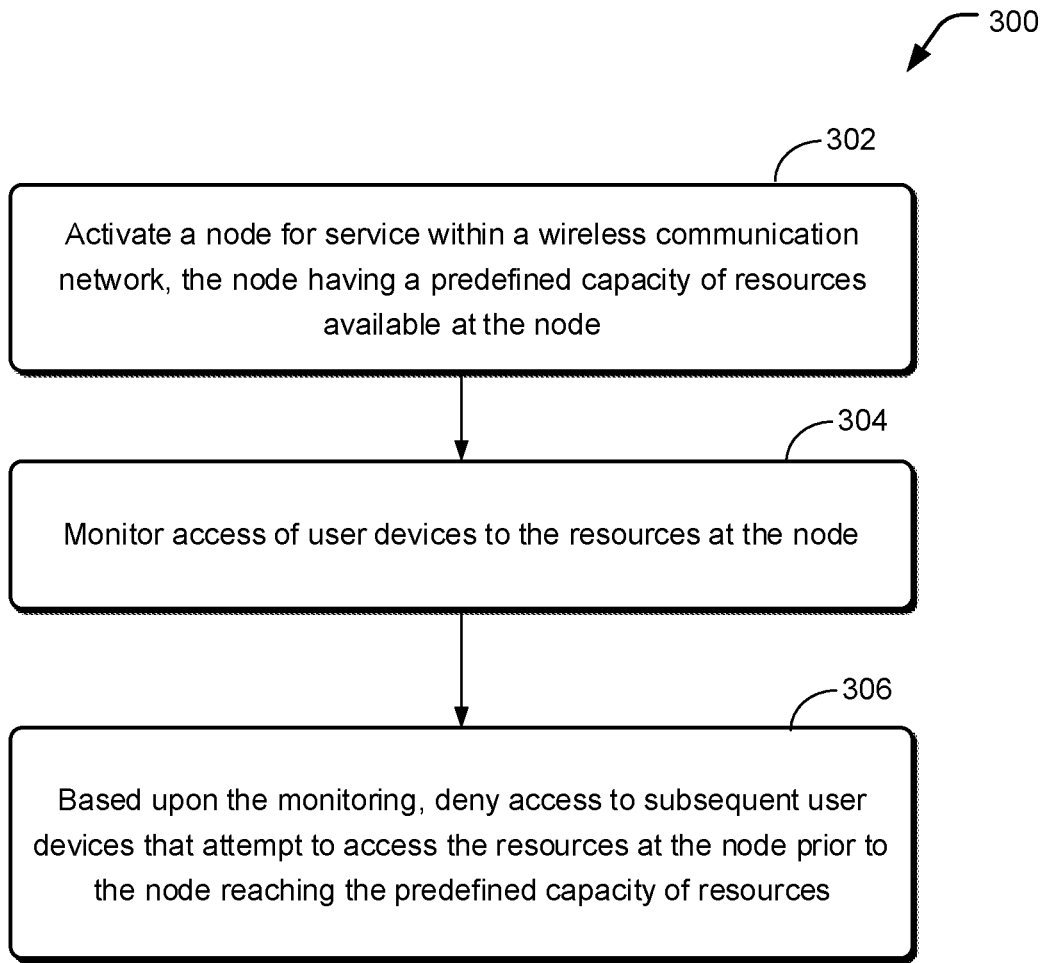 300
302
Activate a node for service within a wireless communication
network, the node having a predefined capacity of resources
available at the node
304
Monitor access of user devices to the resources at the node
306
Based upon the monitoring, deny access to subsequent user
devices that attempt to access the resources at the node prior to
the node reaching the predefined capacity of resources